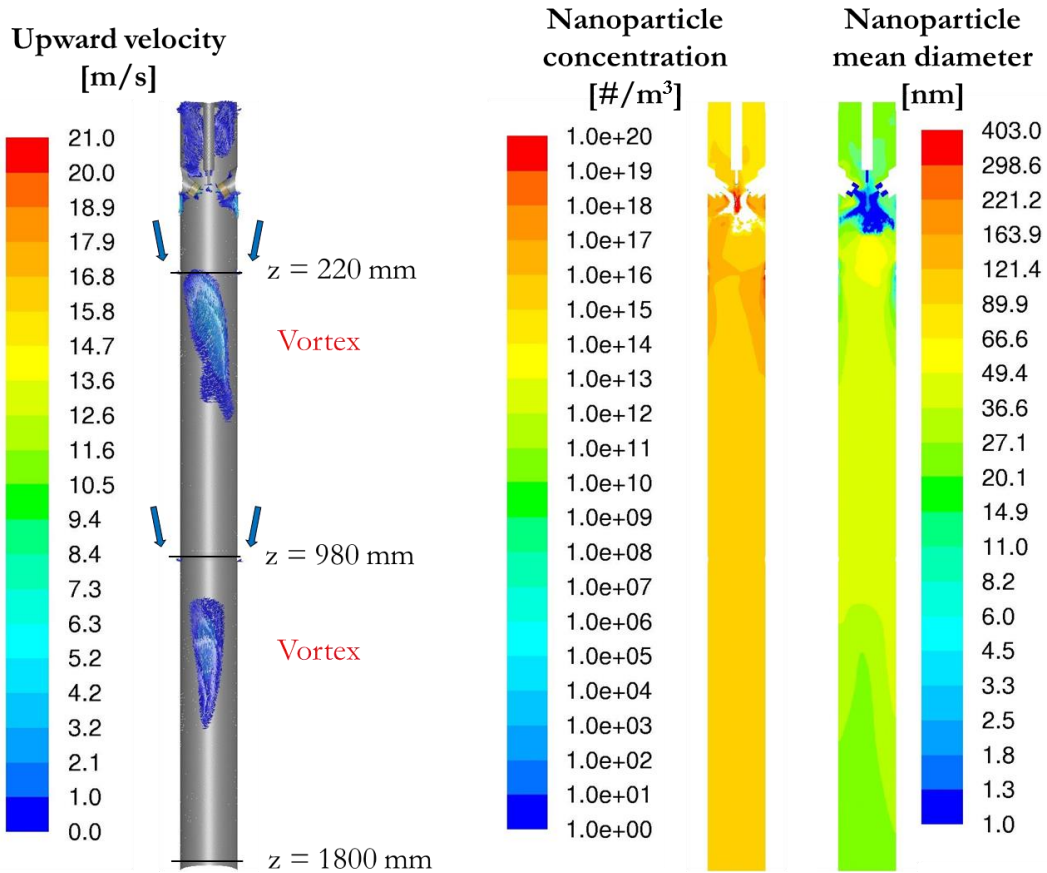 Upward velocity
[m/s]
21.0
20.0
18.9
17.9
16.8
15.8
14.7
13.6
12.6
11.6
10.5
9.4
8.4
7.3
6.3
5.2
4.2
3.2
2.1
1.0
0.0
z = 220 mm
Vortex
z = 980 mm
Vortex
z = 1800 mm
Nanoparticle
concentration
[#/m³]
1.0e+20
1.0e+19
1.0e+18
1.0e+17
1.0e+16
1.0e+15
1.0e+14
1.0e+13
1.0e+12
1.0e+11
1.0e+10
1.0e+09
1.0e+08
1.0e+07
1.0e+06
1.0e+05
1.0e+04
1.0e+03
1.0e+02
1.0e+01
1.0e+00
Nanoparticle
mean diameter
[nm]
403.0
298.6
221.2
163.9
121.4
89.9
66.6
49.4
36.6
27.1
20.1
14.9
11.0
8.2
6.0
4.5
3.3
2.5
1.8
1.3
1.0